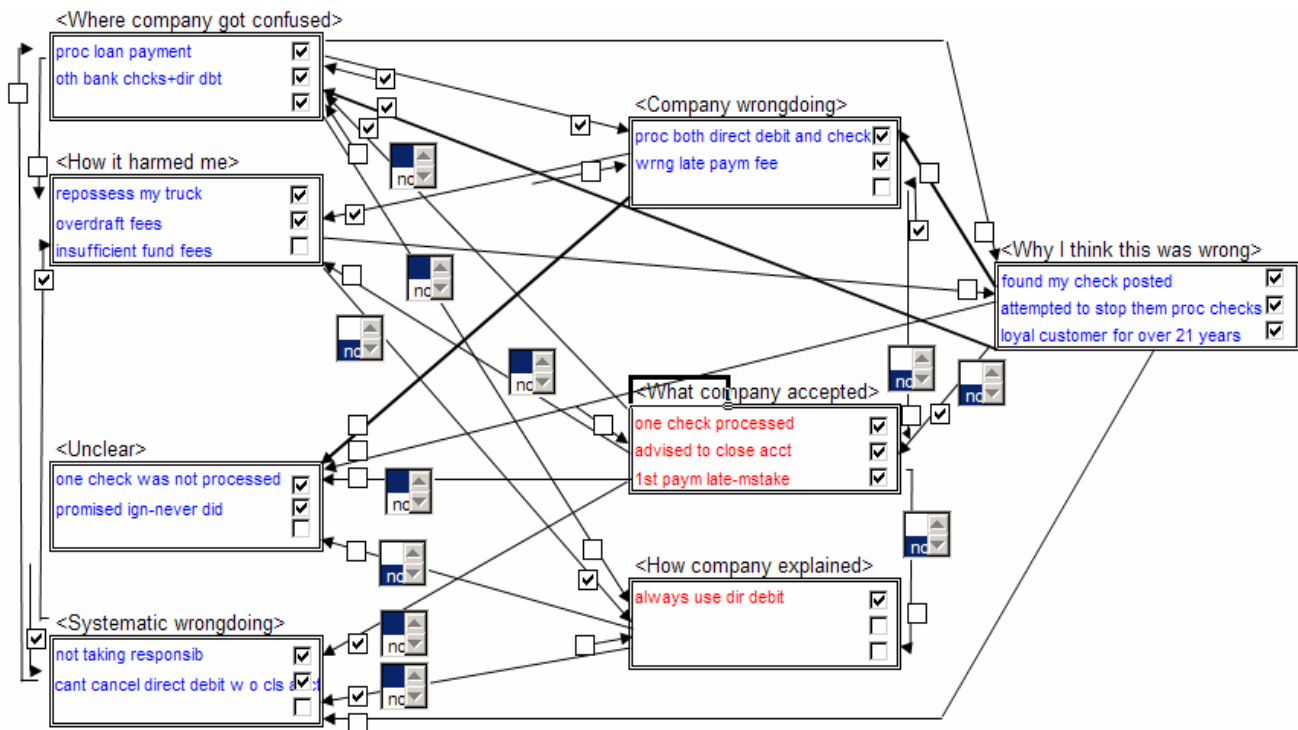 <Where company got confused>
proc loan payment
oth bank chcks+dir dbt
<Company wrongdoing>
proc both direct debit and check
wrng late paym fee
<How it harmed me>
repossess my truck
overdraft fees
insufficient fund fees
no
no
no
no
<Why I think this was wrong>
found my check posted
attempted to stop them proc checks
loyal customer for over 21 years
no
no
<What company accepted>
one check processed
advised to close acct
1st paym late-mstake
<Unclear>
one check was not processed
promised ign-never did
no
no
no
<How company explained>
always use dir debit
<Systematic wrongdoing>
not taking responsib
cant cancel direct debit w o cls
no
no